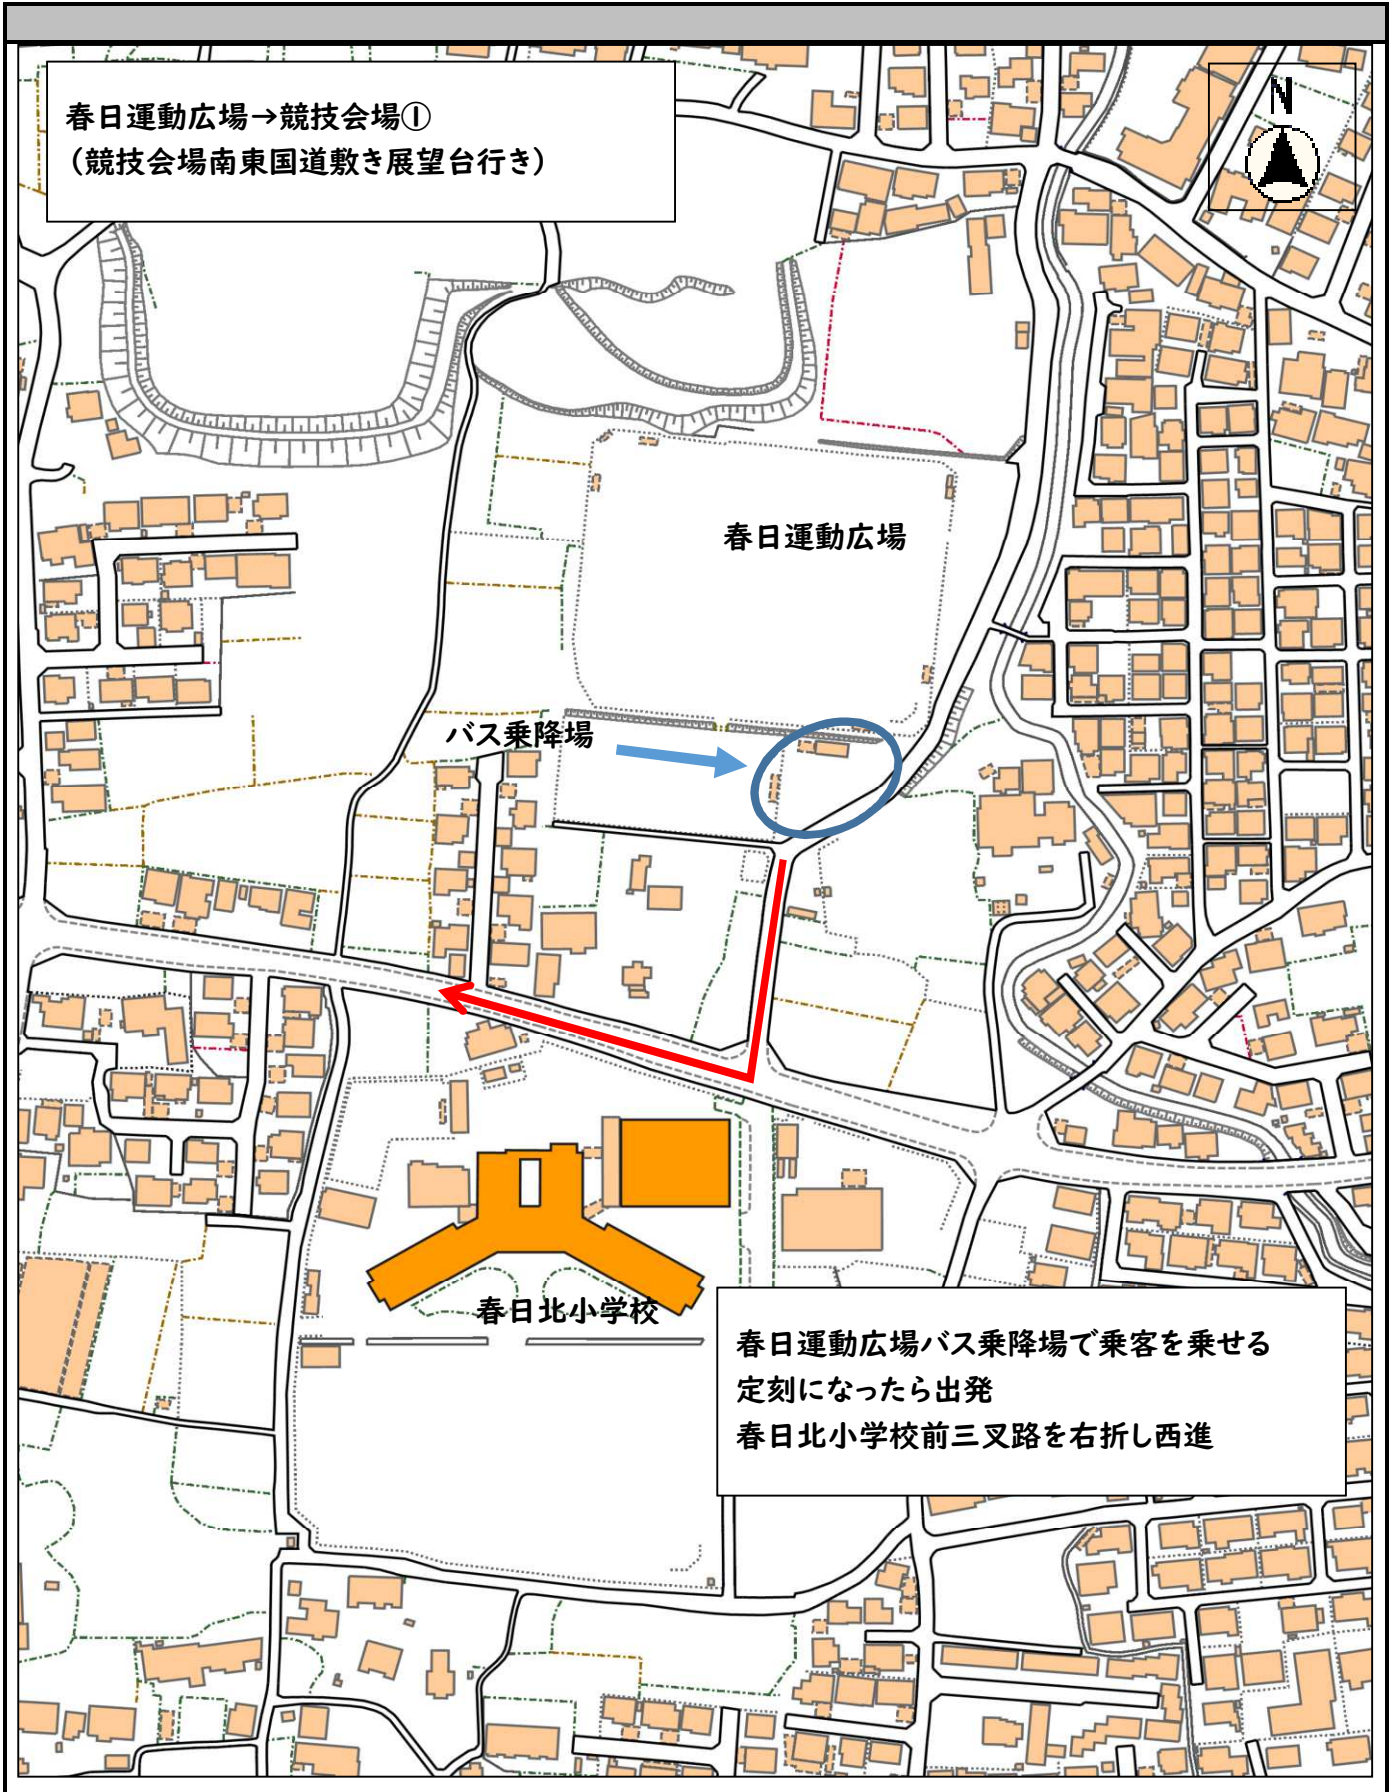 春日運動広場→競技会場①
（競技会場南東国道敷き展望台行き）
N
春日運動広場
バス乗降場
春日北小学校
春日運動広場バス乗降場で乗客を乗せる
定刻になったら出発
春日北小学校前三叉路を右折し西進